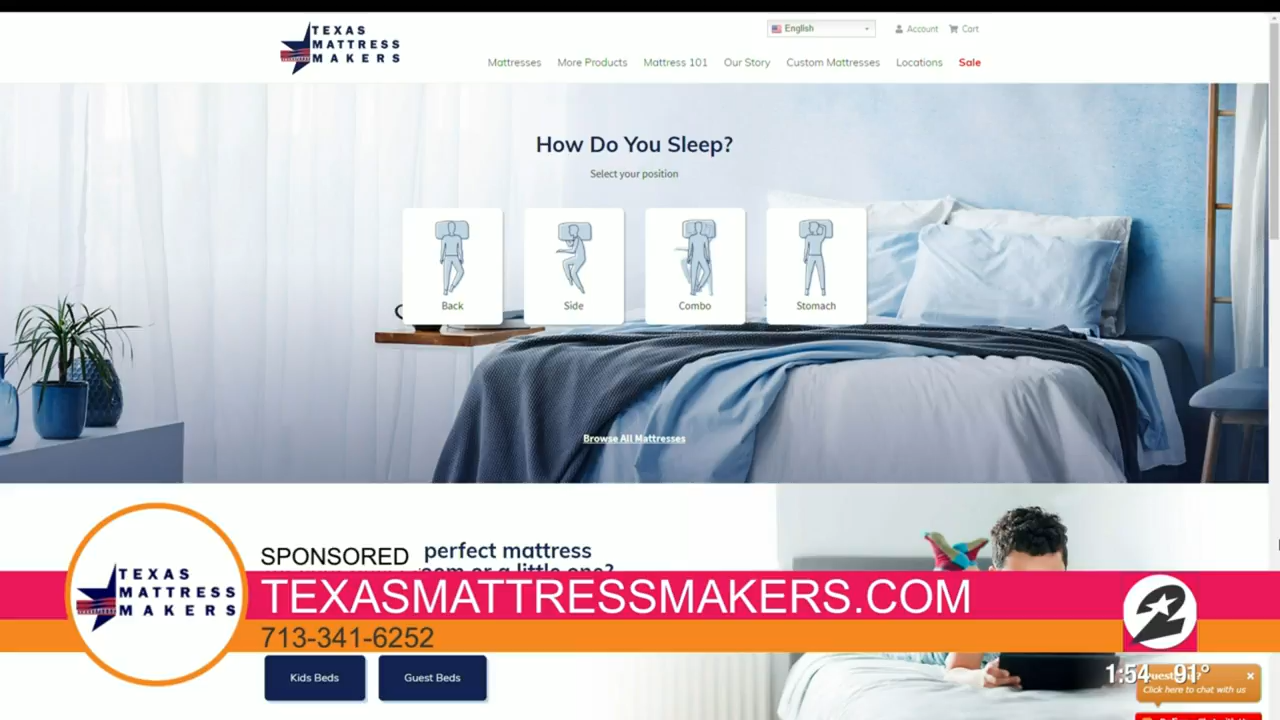 TEXAS
MATTRESS
MAKERS
English
Account
Cart
Mattresses
More Products
Mattress 101
Our Story
Custom Mattresses
Locations
Sale
How Do You Sleep?
Select your position
Back
Side
Combo
Stomach
Browse All Mattresses
perfect mattress
SPONSORED
TEXAS
MATTRESS
MAKERS
TEXASMATTRESSMAKERS.COM
713-341-6252
2
Kids Beds
Guest Beds
1:54
91°
Click here to chat with us